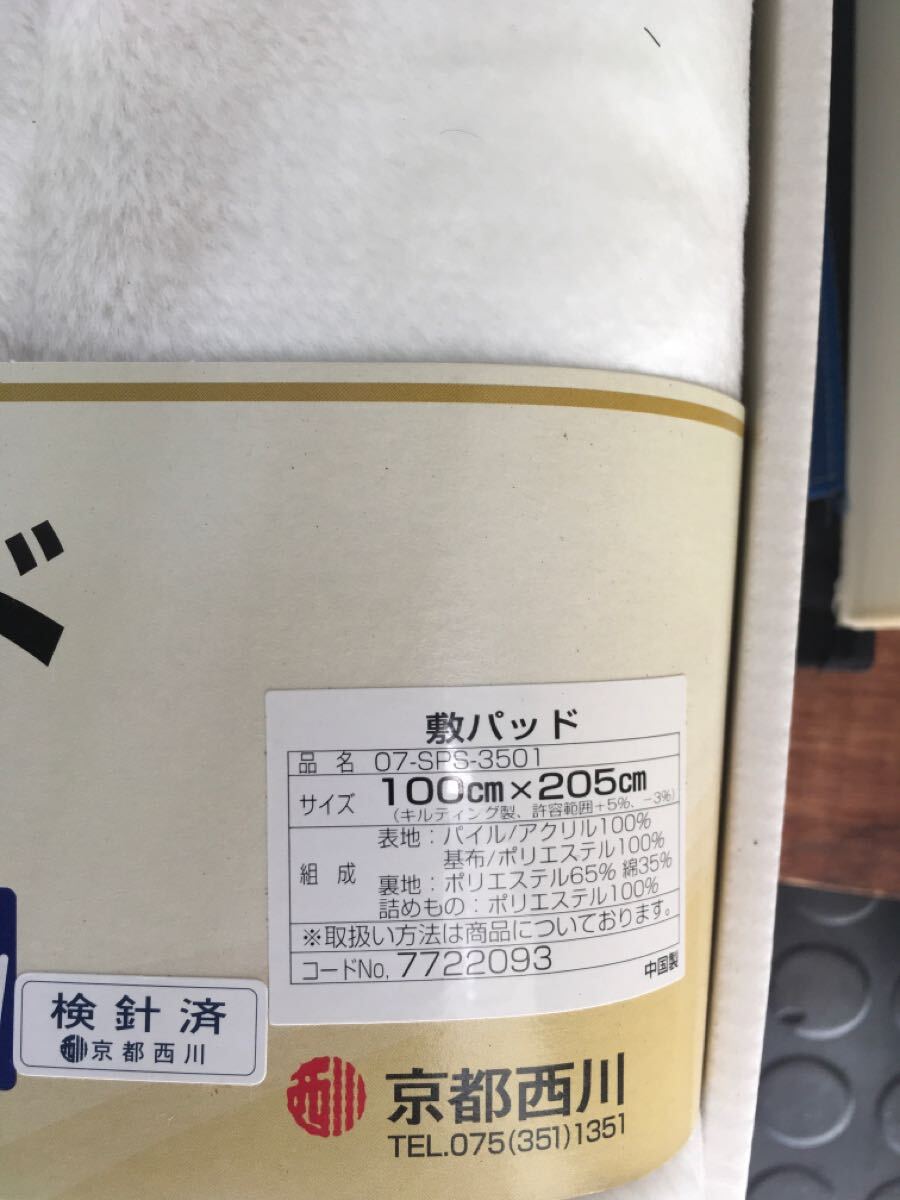 ド
敷パッド
品名 07-SPS-3501
サイズ 100cm×205cm
(キルティング製、許容範囲+5%、-3%)
組成 表地:パイル/アクリル100%
基布/ポリエステル100%
裏地:ポリエステル65% 綿35%
詰めもの:ポリエステル100%
※取扱い方法は商品についております。
コードNo. 7722093 中国製
検針済
京都西川
西川 京都西川
TEL.075(351)1351